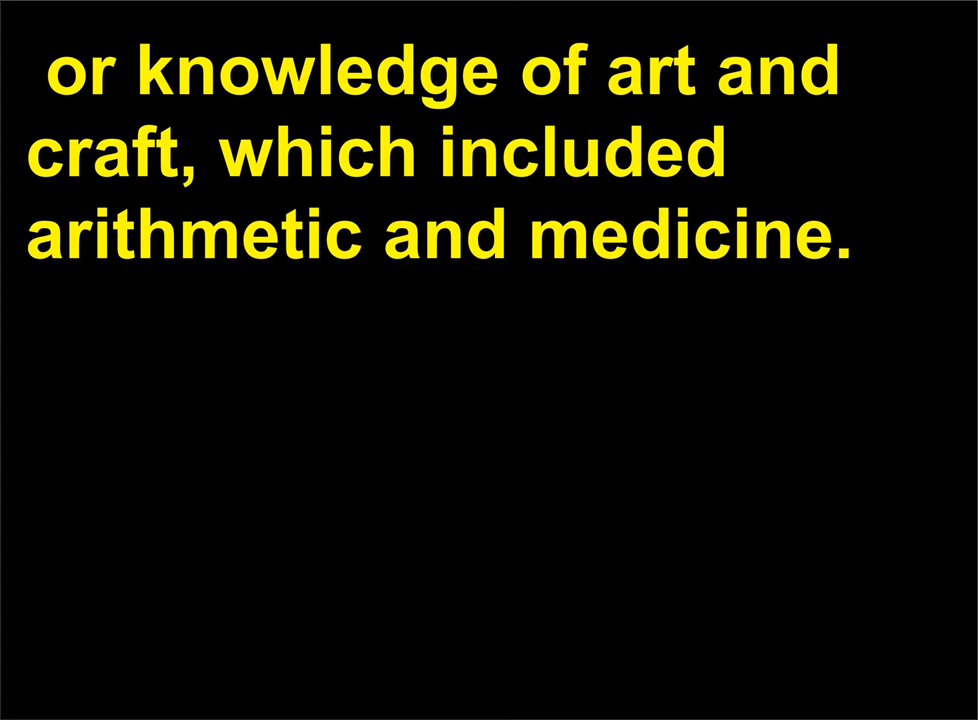 or knowledge of art and
craft, which included
arithmetic and medicine.